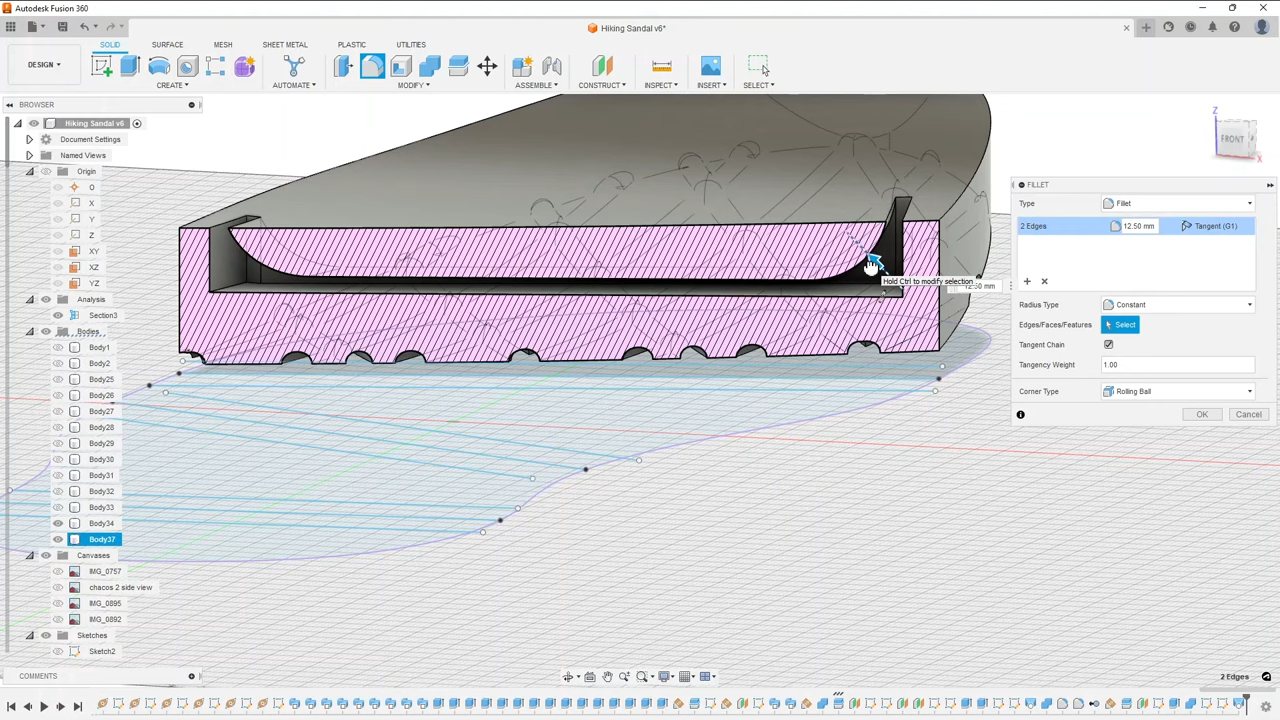 Autodesk Fusion 360
Hiking Sandal v6*
DESIGN
SOLID SURFACE MESH SHEET METAL PLASTIC UTILITIES
CREATE AUTOMATE MODIFY ASSEMBLE CONSTRUCT INSPECT INSERT SELECT
BROWSER
Hiking Sandal v6
Document Settings
Named Views
Origin
O
X
Y
Z
XY
XZ
YZ
Analysis
Section3
Bodies
Body1
Body2
Body25
Body26
Body27
Body28
Body29
Body30
Body31
Body32
Body33
Body34
Body37
Canvases
IMG_0757
chacos 2 side view
IMG_0895
IMG_0892
Sketches
Sketch2
COMMENTS
Z
FRONT
X
FILLET
Type Fillet
2 Edges 12.50 mm Tangent (G1)
Radius Type Constant
Edges/Faces/Features Select
Tangent Chain
Tangency Weight 1.00
Corner Type Rolling Ball
OK Cancel
Hold Ctrl to modify selection
12.50 mm
2 Edges